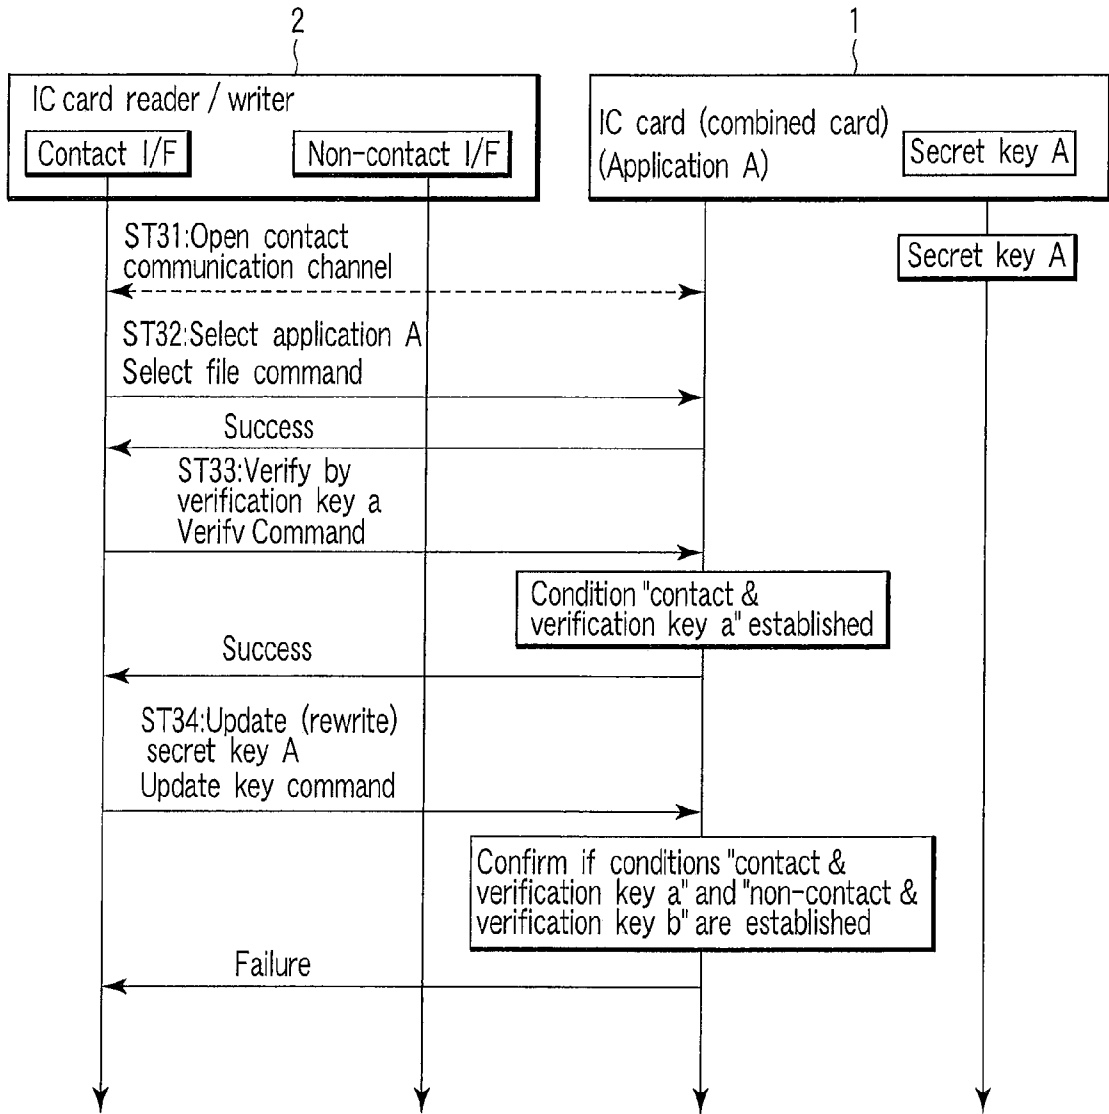 2
1
IC card reader / writer
Contact I/F
Non-contact I/F
IC card (combined card)
(Application A)
Secret key A
Secret key A
ST31:Open contact
communication channel
ST32:Select application A
Select file command
Success
ST33:Verify by
verification key a
Verify Command
Condition "contact &
verification key a" established
Success
ST34:Update (rewrite)
secret key A
Update key command
Confirm if conditions "contact &
verification key a" and "non-contact &
verification key b" are established
Failure